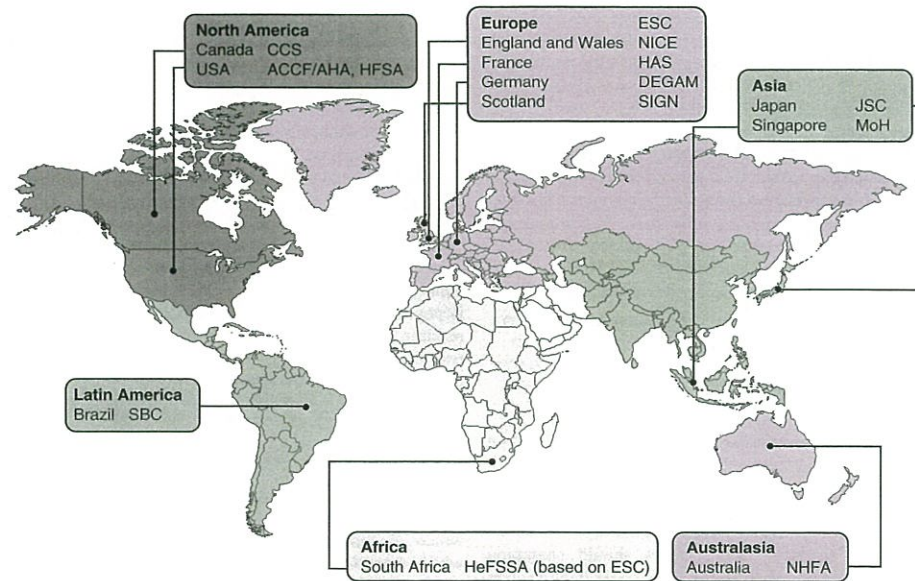 North America
Canada CCS
USA ACCF/AHA, HFSA
Europe ESC
England and Wales NICE
France HAS
Germany DEGAM
Scotland SIGN
Asia
Japan JSC
Singapore MoH
Latin America
Brazil SBC
Africa
South Africa HeFSSA (based on ESC)
Australasia
Australia NHFA